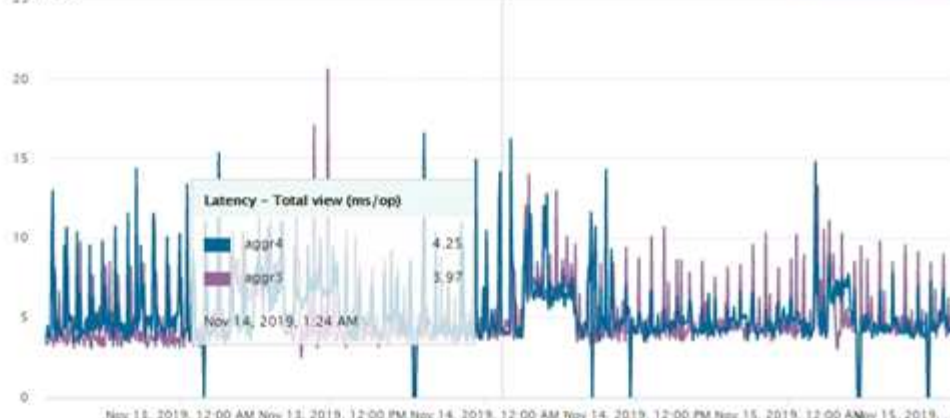 20
15
10
5
0
Latency - Total view (ms/op)
aggr4 4.25
aggr3 3.97
Nov 14, 2019, 1:24 AM
Nov 13, 2019, 12:00 AM Nov 13, 2019, 12:00 PM Nov 14, 2019, 12:00 AM Nov 14, 2019, 12:00 PM Nov 15, 2019, 12:00 AM Nov 15, 2019,